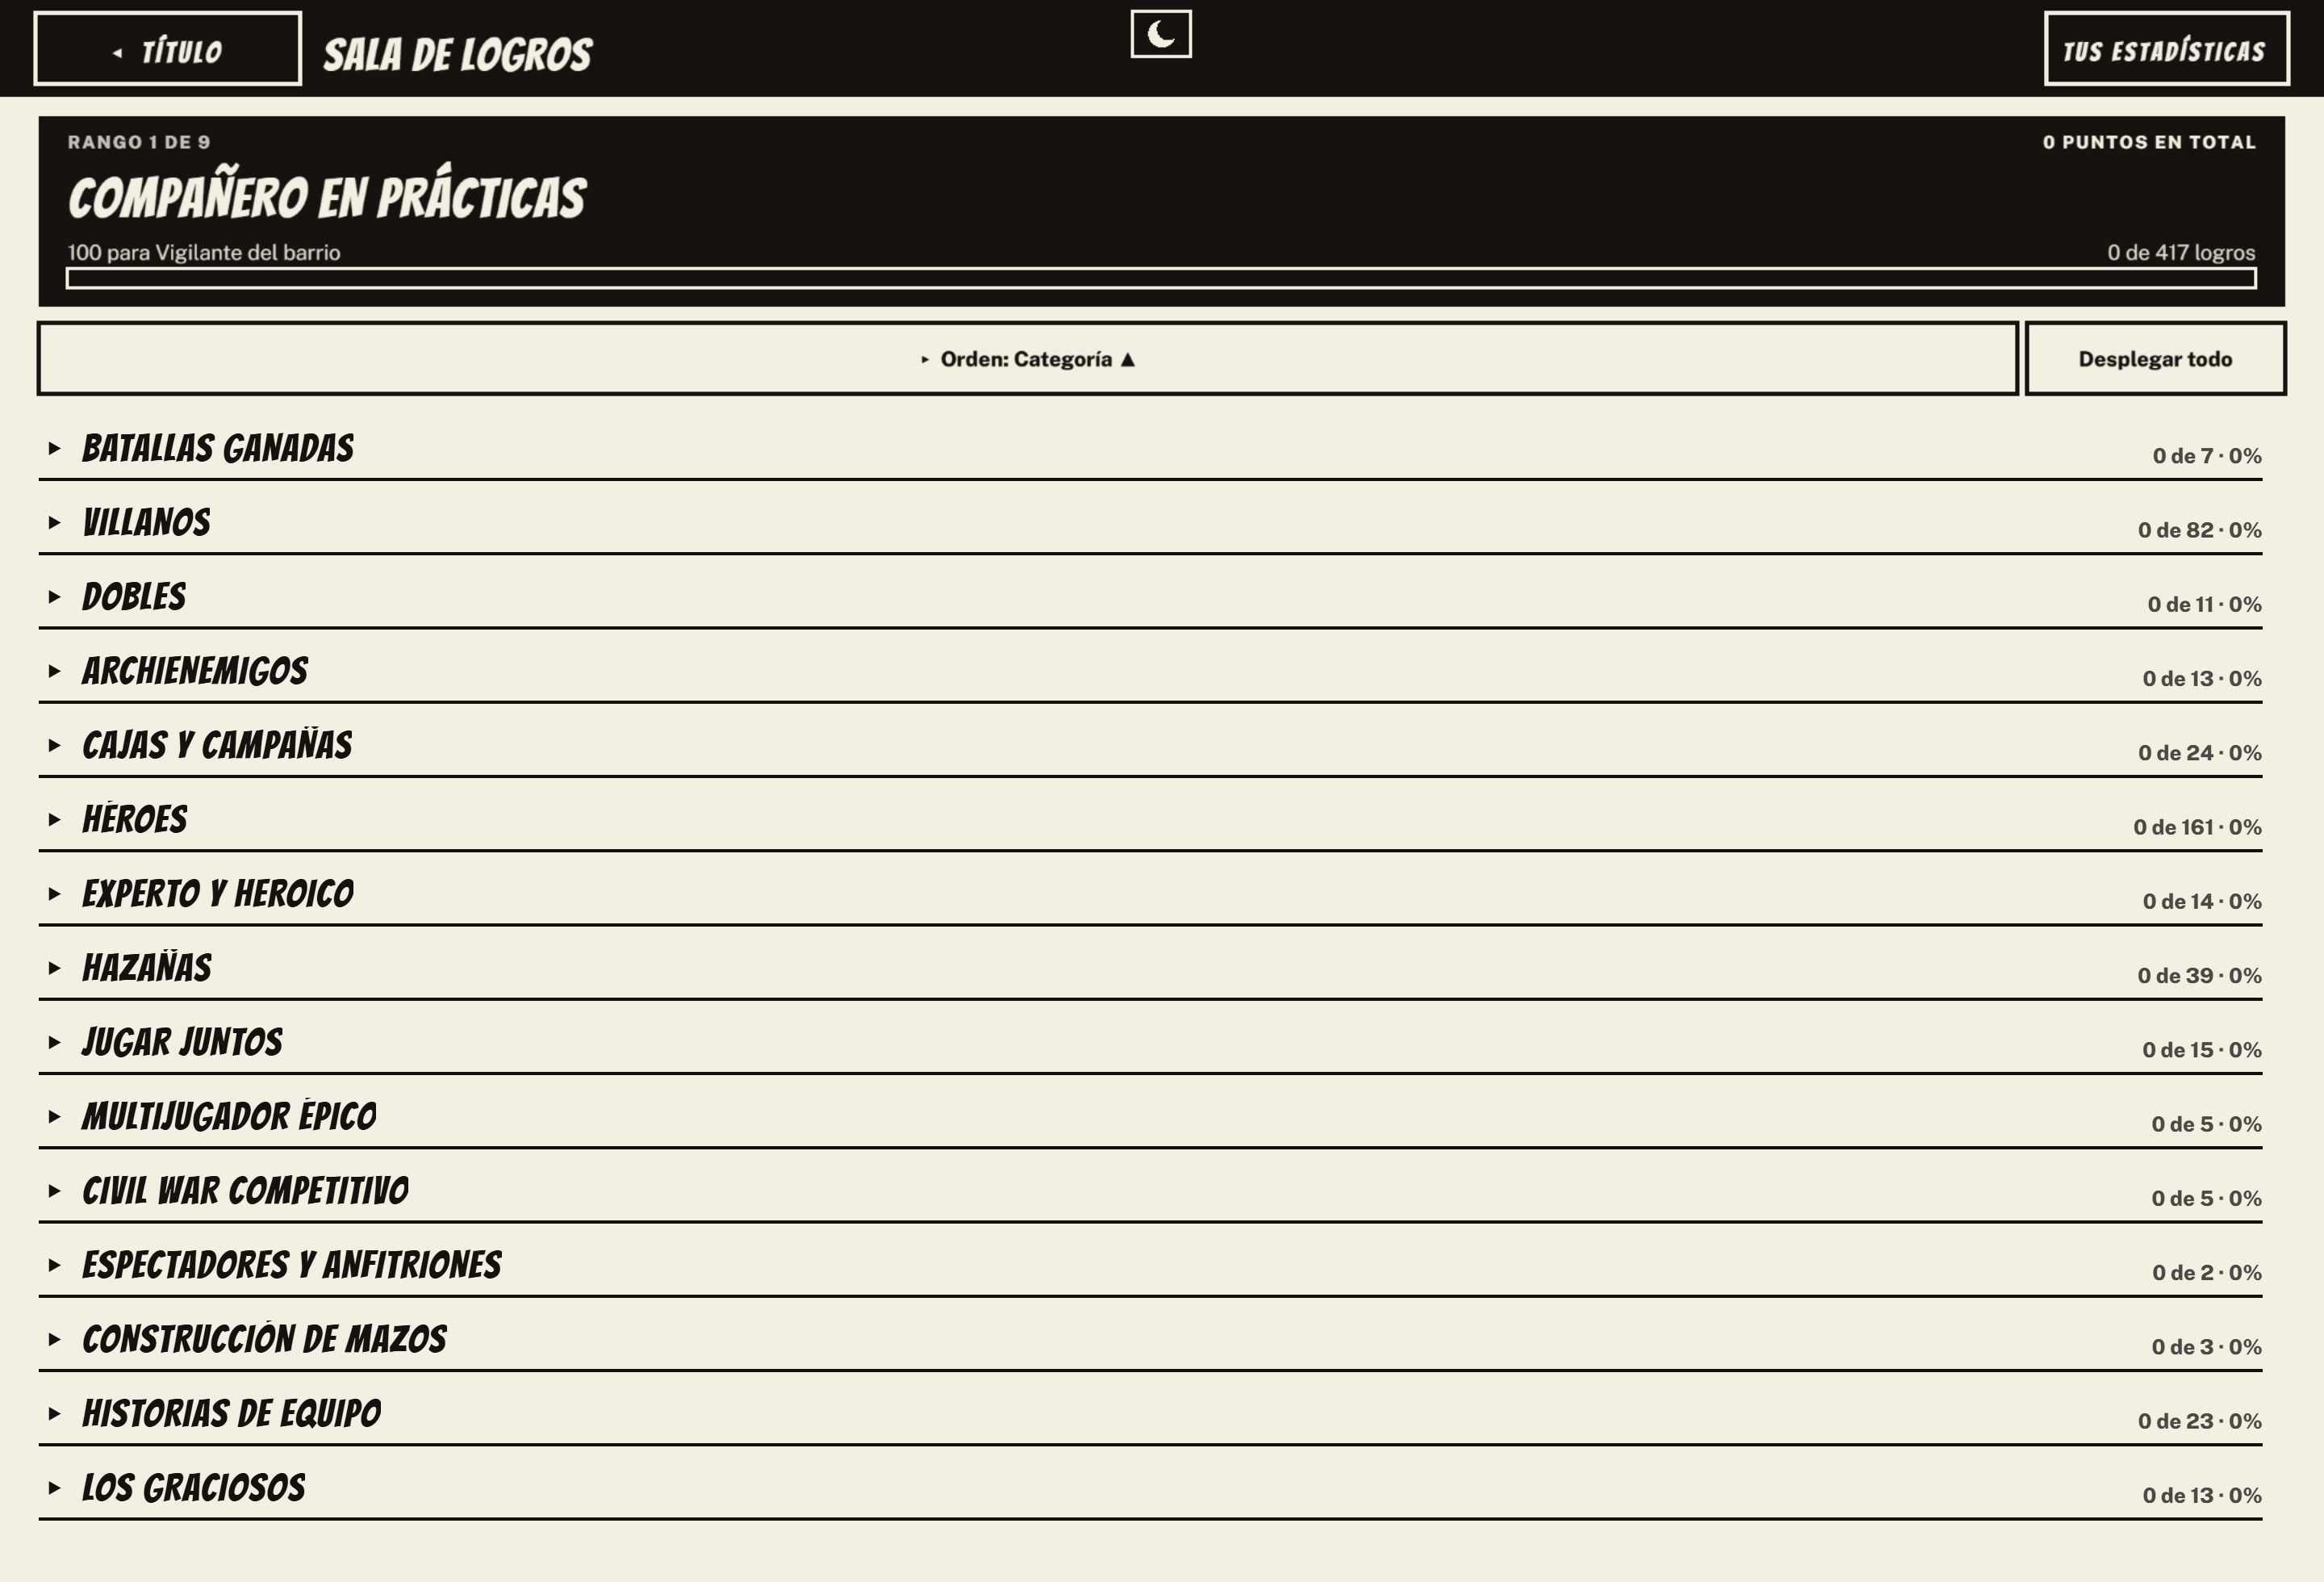 ◂ TÍTULO
SALA DE LOGROS
TUS ESTADÍSTICAS
RANGO 1 DE 9
0 PUNTOS EN TOTAL
COMPAÑERO EN PRÁCTICAS
100 para Vigilante del barrio
0 de 417 logros
▸ Orden: Categoría ▲
Desplegar todo
▸ BATALLAS GANADAS 0 de 7 · 0%
▸ VILLANOS 0 de 82 · 0%
▸ DOBLES 0 de 11 · 0%
▸ ARCHIENEMIGOS 0 de 13 · 0%
▸ CAJAS Y CAMPAÑAS 0 de 24 · 0%
▸ HÉROES 0 de 161 · 0%
▸ EXPERTO Y HEROICO 0 de 14 · 0%
▸ HAZAÑAS 0 de 39 · 0%
▸ JUGAR JUNTOS 0 de 15 · 0%
▸ MULTIJUGADOR ÉPICO 0 de 5 · 0%
▸ CIVIL WAR COMPETITIVO 0 de 5 · 0%
▸ ESPECTADORES Y ANFITRIONES 0 de 2 · 0%
▸ CONSTRUCCIÓN DE MAZOS 0 de 3 · 0%
▸ HISTORIAS DE EQUIPO 0 de 23 · 0%
▸ LOS GRACIOSOS 0 de 13 · 0%